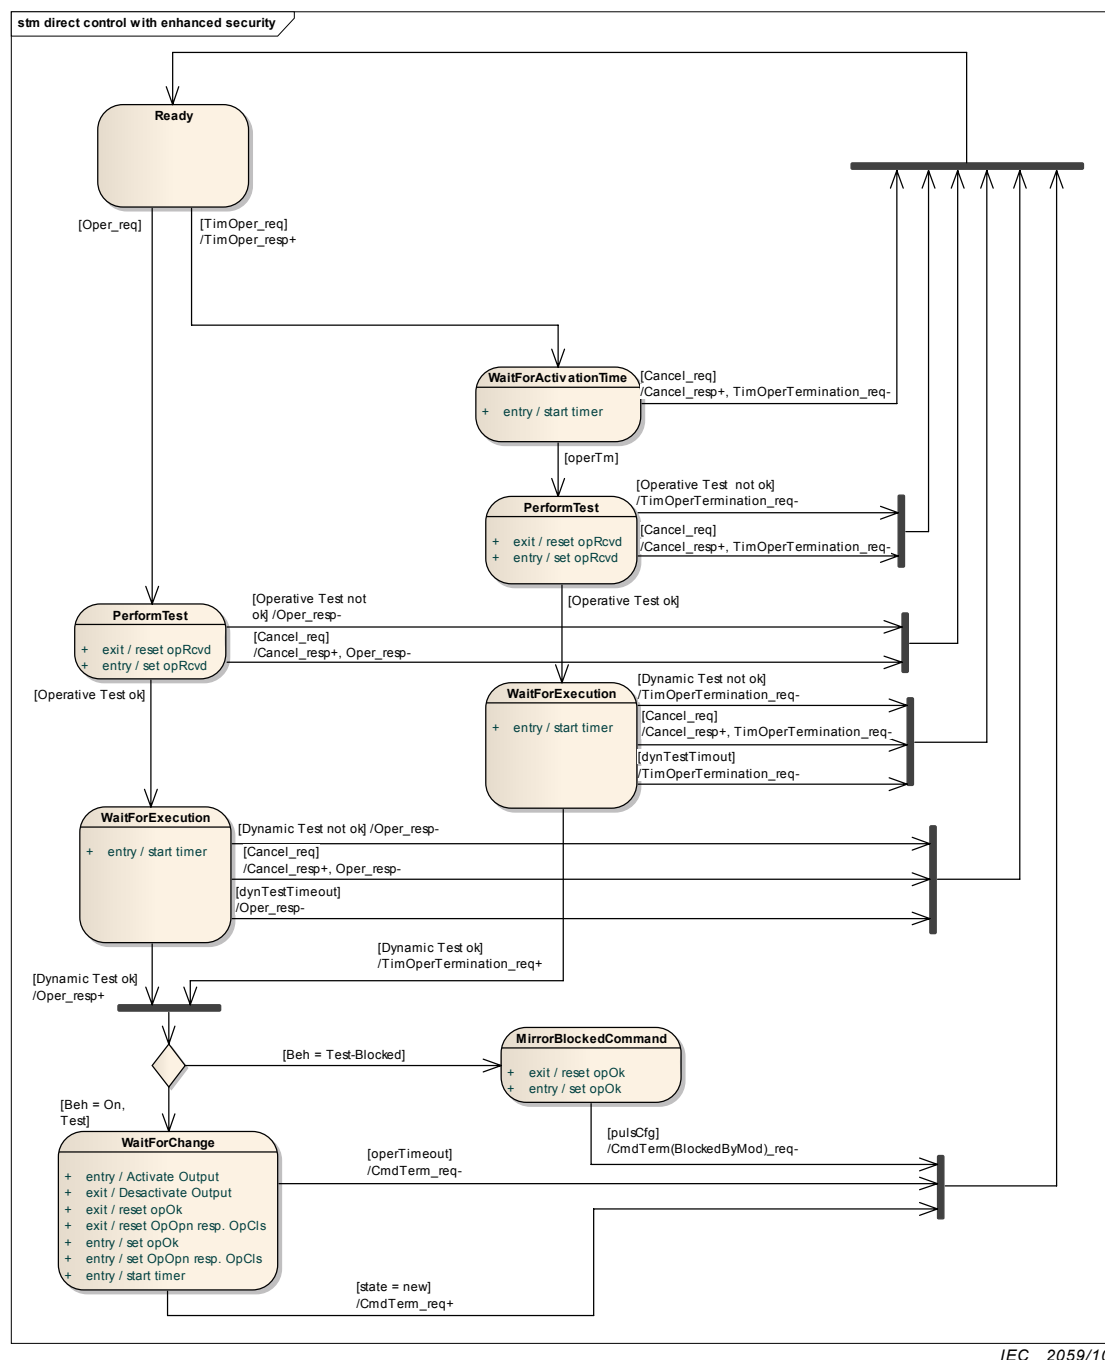 stm direct control with enhanced security
Ready
[Oper_req]
[TimOper_req]
/TimOper_resp+
WaitForActivationTime
+ entry / start timer
[Cancel_req]
/Cancel_resp+, TimOperTermination_req-
[operTm]
PerformTest
+ exit / reset opRcvd
+ entry / set opRcvd
[Operative Test  not ok]
/TimOperTermination_req-
[Cancel_req]
/Cancel_resp+, TimOperTermination_req-
[Operative Test ok]
PerformTest
+ exit / reset opRcvd
+ entry / set opRcvd
[Operative Test not
ok] /Oper_resp-
[Cancel_req]
/Cancel_resp+, Oper_resp-
[Operative Test ok]
WaitForExecution
+ entry / start timer
[Dynamic Test not ok]
/TimOperTermination_req-
[Cancel_req]
/Cancel_resp+, TimOperTermination_req-
[dynTestTimout]
/TimOperTermination_req-
WaitForExecution
+ entry / start timer
[Dynamic Test not ok] /Oper_resp-
[Cancel_req]
/Cancel_resp+, Oper_resp-
[dynTestTimeout]
/Oper_resp-
[Dynamic Test ok]
/TimOperTermination_req+
[Dynamic Test ok]
/Oper_resp+
[Beh = Test-Blocked]
MirrorBlockedCommand
+ exit / reset opOk
+ entry / set opOk
[Beh = On,
Test]
WaitForChange
+ entry / Activate Output
+ exit / Desactivate Output
+ exit / reset opOk
+ exit / reset OpOpn resp. OpCls
+ entry / set opOk
+ entry / set OpOpn resp. OpCls
+ entry / start timer
[pulsCfg]
/CmdTerm(BlockedByMod)_req-
[operTimeout]
/CmdTerm_req-
[state = new]
/CmdTerm_req+
IEC 2059/10